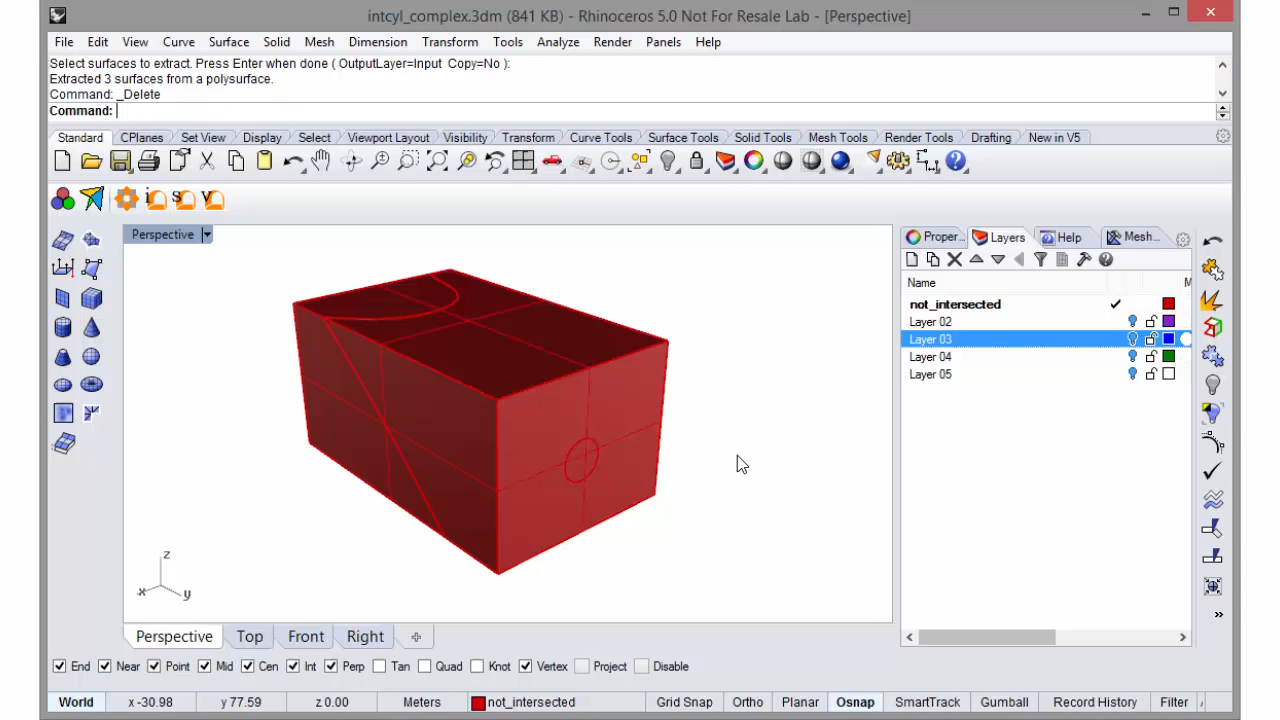 intcyl_complex.3dm (841 KB) - Rhinoceros 5.0 Not For Resale Lab - [Perspective]
File Edit View Curve Surface Solid Mesh Dimension Transform Tools Analyze Render Panels Help
Select surfaces to extract. Press Enter when done ( OutputLayer=Input Copy=No ):
Extracted 3 surfaces from a polysurface.
Command: _Delete
Command:
Standard CPlanes Set View Display Select Viewport Layout Visibility Transform Curve Tools Surface Tools Solid Tools Mesh Tools Render Tools Drafting New in V5
i s v
Perspective
Proper... Layers Help Mesh...
Name M
not_intersected
Layer 02
Layer 03
Layer 04
Layer 05
z
x y
Perspective Top Front Right
End Near Point Mid Cen Int Perp Tan Quad Knot Vertex Project Disable
World x -30.98 y 77.59 z 0.00 Meters not_intersected Grid Snap Ortho Planar Osnap SmartTrack Gumball Record History Filter